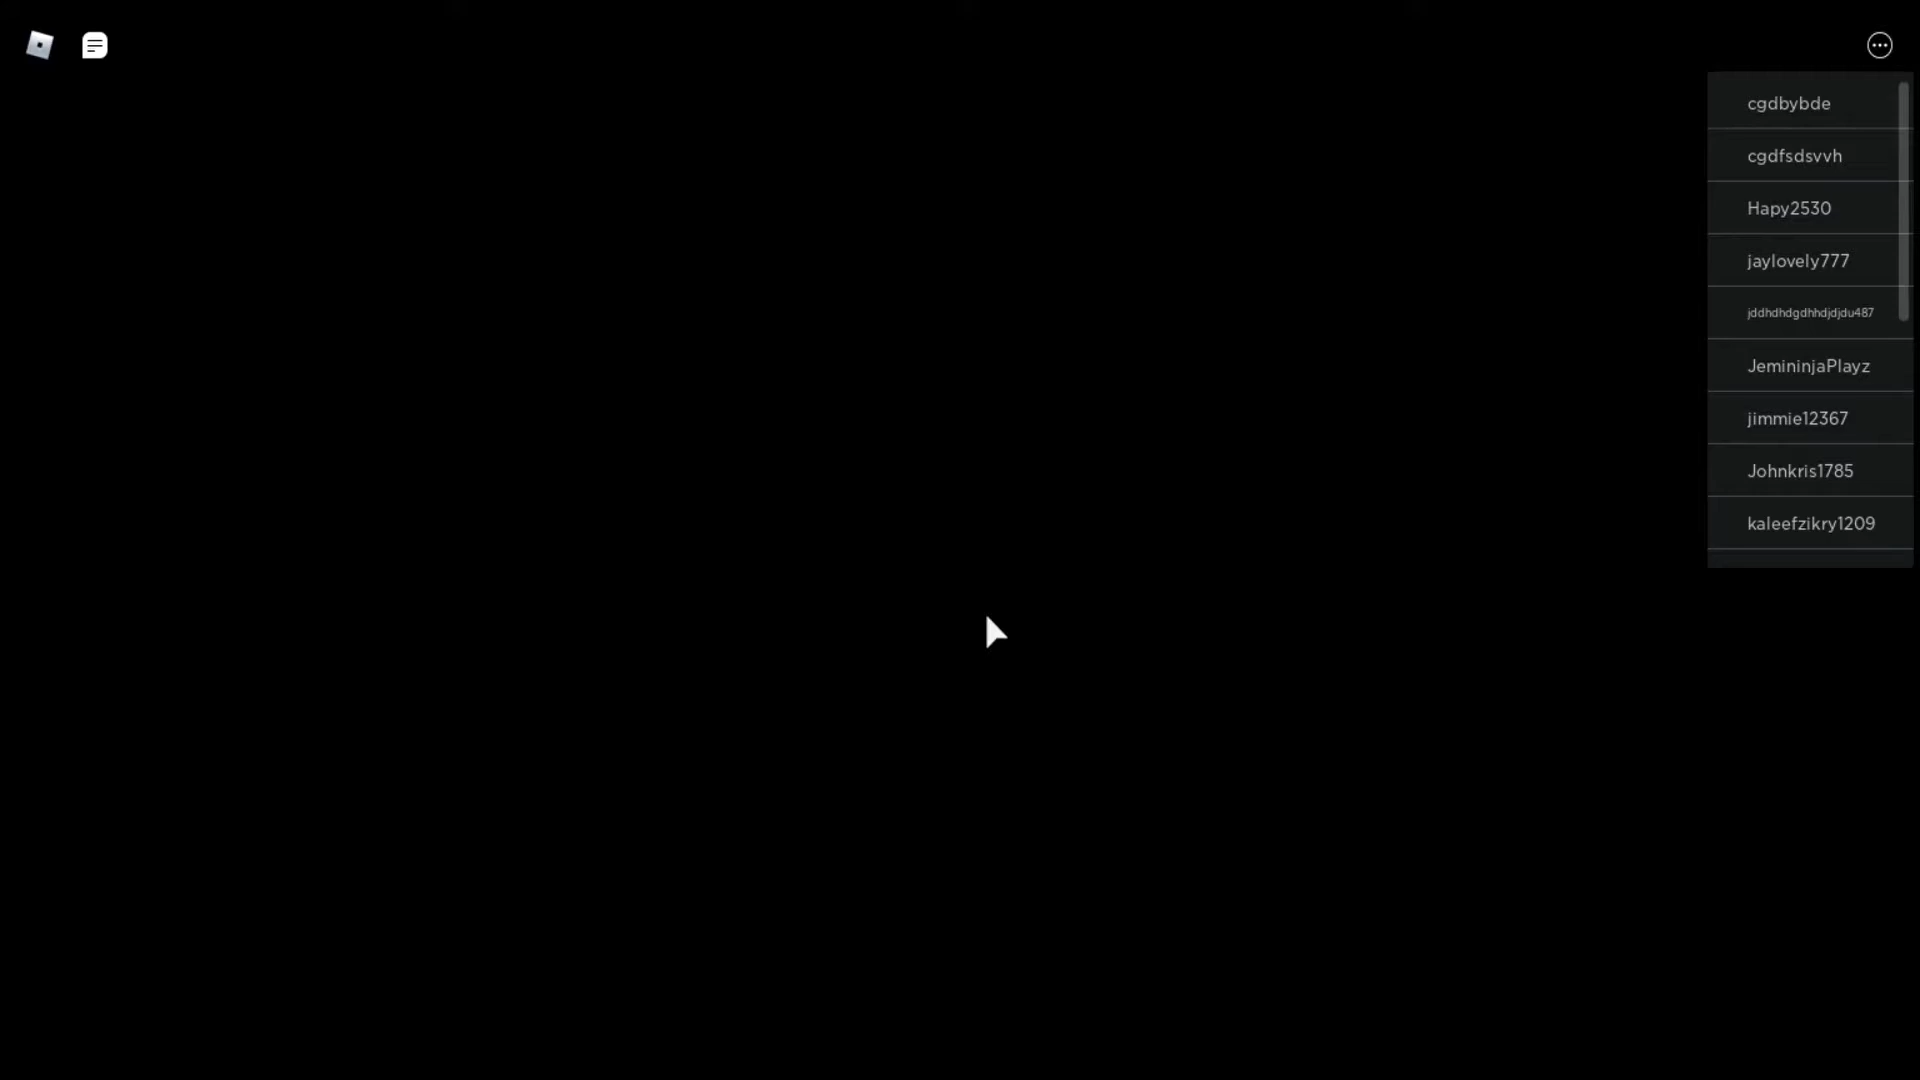 cgdbybde
cgdfsdsvvh
Hapy2530
jaylovely777
jddhdhdgdhhdjdjdu487
JemininjaPlayz
jimmie12367
Johnkris1785
kaleefzikry1209